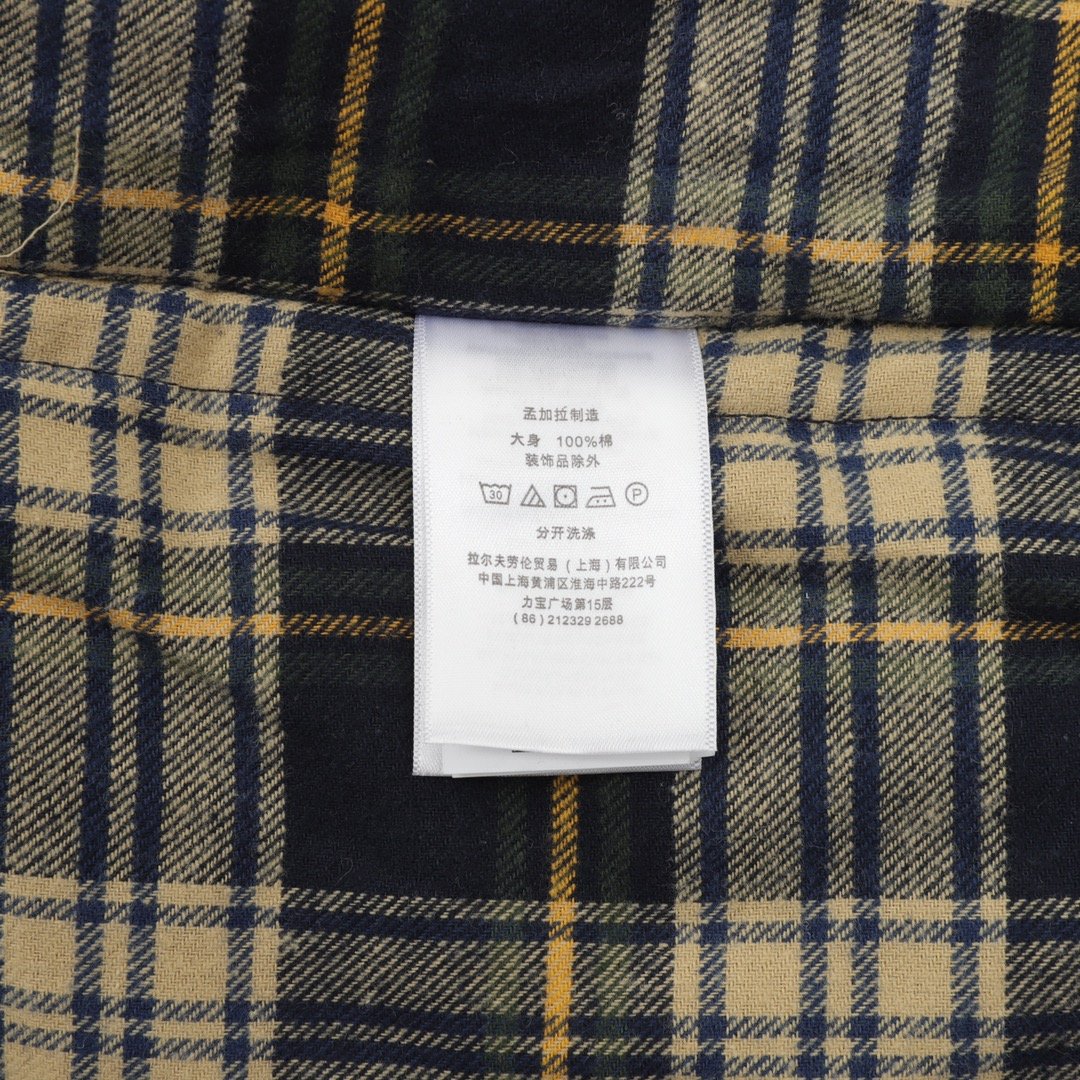 孟加拉制造
大身 100%棉
装饰品除外
30 P
分开洗涤
拉尔夫劳伦贸易(上海)有限公司
中国上海黄浦区淮海中路222号
力宝广场第15层
(86)212329 2688